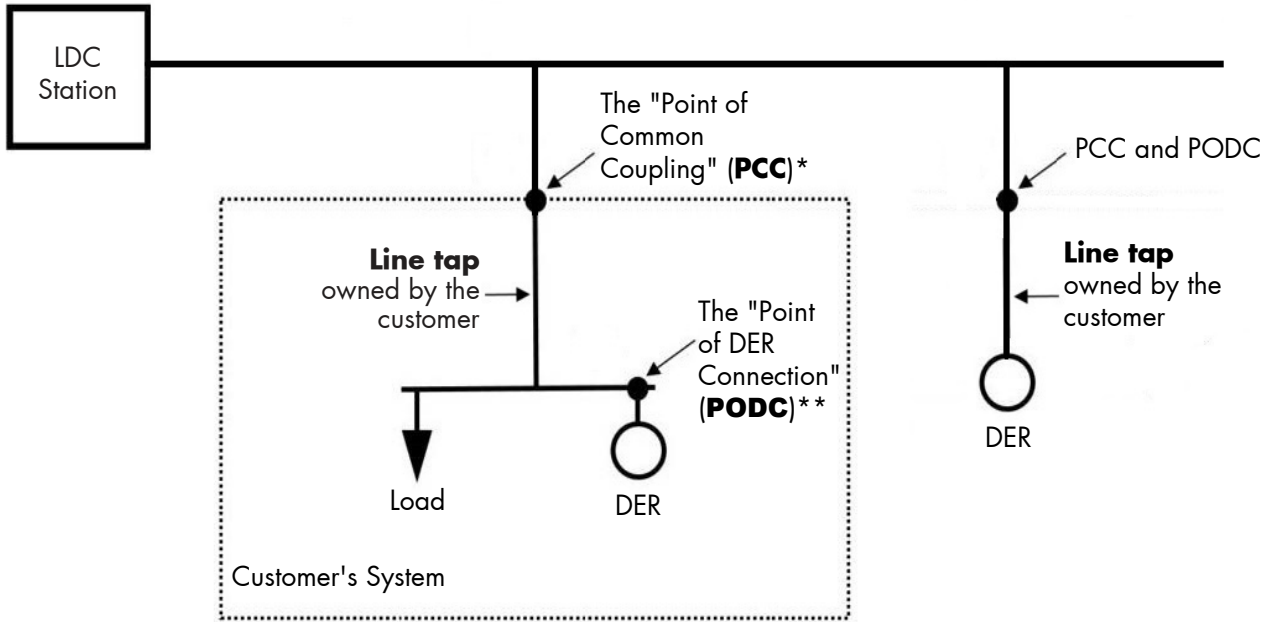 LDC
Station
The "Point of
Common
Coupling" (PCC)*
PCC and PODC
Line tap
owned by the
customer
The "Point
of DER
Connection"
(PODC)**
Line tap
owned by the
customer
Load
DER
DER
Customer's System